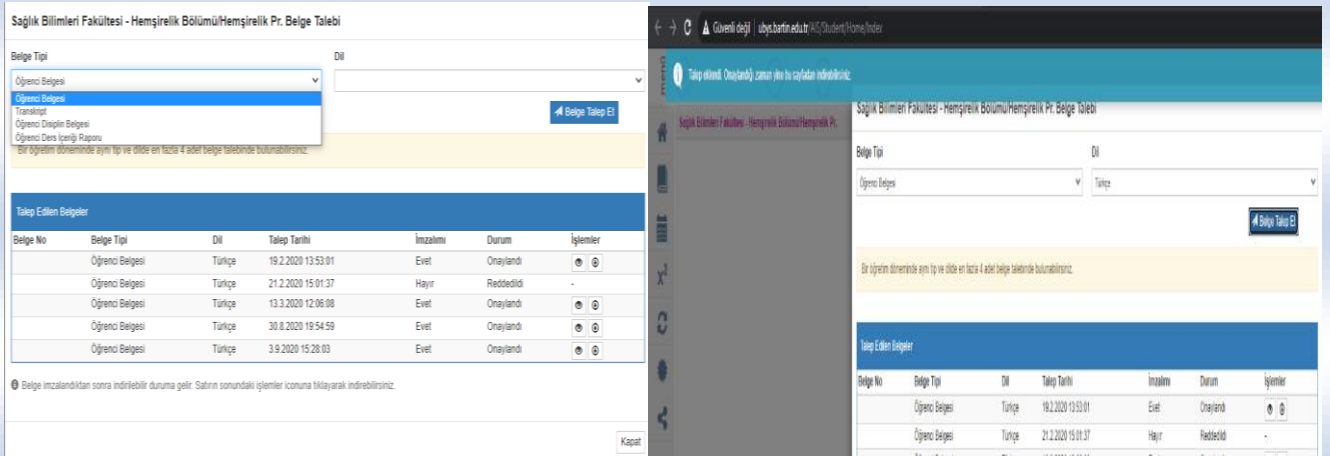 Sağlık Bilimleri Fakültesi - Hemşirelik Bölümü/Hemşirelik Pr. Belge Talebi
Belge Tipi Dil
Öğrenci Belgesi
Öğrenci Belgesi
Transkript
Öğrenci Disiplin Belgesi
Öğrenci Ders İçeriği Raporu
Belge Talep Et
Bir öğretim döneminde aynı tip ve dilde en fazla 4 adet belge talebinde bulunabilirsiniz.
Talep Edilen Belgeler
Belge No Belge Tipi Dil Talep Tarihi İmzalımı Durum İşlemler
Öğrenci Belgesi Türkçe 19.2.2020 13:53:01 Evet Onaylandı
Öğrenci Belgesi Türkçe 21.2.2020 15:01:37 Hayır Reddedildi -
Öğrenci Belgesi Türkçe 13.3.2020 12:06:08 Evet Onaylandı
Öğrenci Belgesi Türkçe 30.8.2020 19:54:59 Evet Onaylandı
Öğrenci Belgesi Türkçe 3.9.2020 15:28:03 Evet Onaylandı
Belge imzalandıktan sonra indirilebilir duruma gelir. Satırın sonundaki işlemler iconuna tıklayarak indirebilirsiniz.
Kapat
Güvenli değil | ubys.bartin.edu.tr/AIS/Student/Home/Index
menü
Talep eklendi. Onaylandığı zaman yine bu sayfadan indirebilirsiniz.
Sağlık Bilimleri Fakültesi - Hemşirelik Bölümü/Hemşirelik Pr.
Sağlık Bilimleri Fakültesi - Hemşirelik Bölümü/Hemşirelik Pr. Belge Talebi
Belge Tipi Dil
Öğrenci Belgesi Türkçe
Belge Talep Et
Bir öğretim döneminde aynı tip ve dilde en fazla 4 adet belge talebinde bulunabilirsiniz.
Talep Edilen Belgeler
Belge No Belge Tipi Dil Talep Tarihi İmzalımı Durum İşlemler
Öğrenci Belgesi Türkçe 19.2.2020 13:53:01 Evet Onaylandı
Öğrenci Belgesi Türkçe 21.2.2020 15:01:37 Hayır Reddedildi -